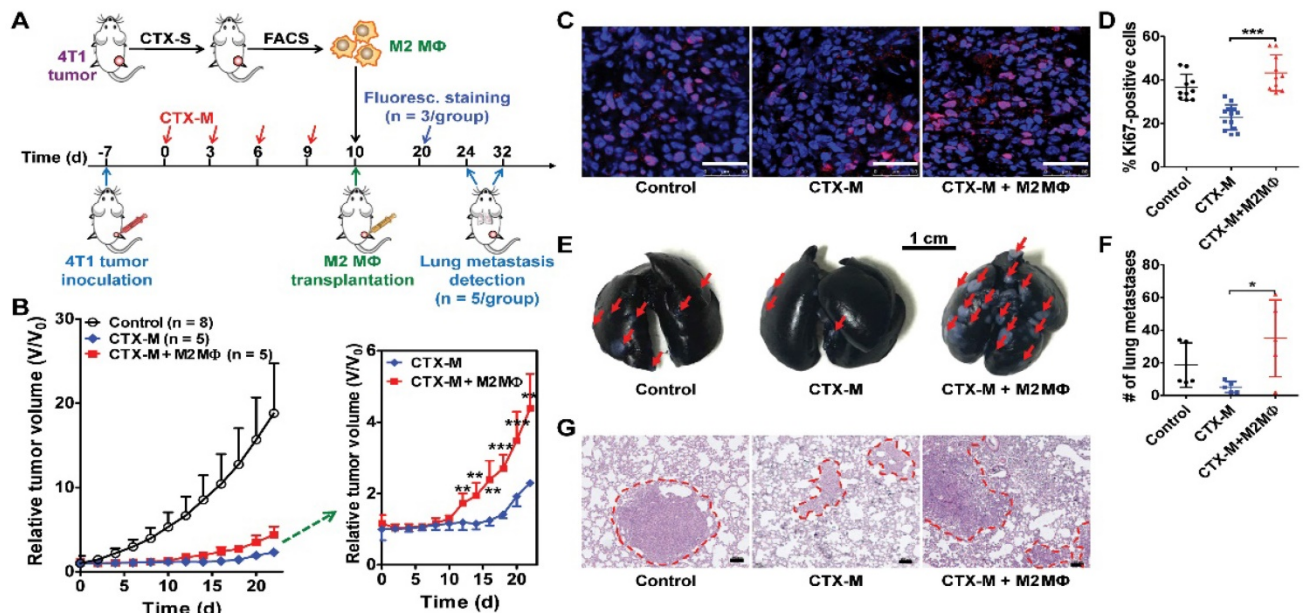 A
CTX-S
FACS
M2 MΦ
4T1
tumor
Fluoresc. staining
(n = 3/group)
CTX-M
Time (d)
-7
0
3
6
9
10
20
24
32
4T1 tumor
inoculation
M2 MΦ
transplantation
Lung metastasis
detection
(n = 5/group)
B
Relative tumor volume (V/V0)
30
20
10
0
Control (n = 8)
CTX-M (n = 5)
CTX-M + M2MΦ (n = 5)
0
5
10
15
20
Time (d)
Relative tumor volume (V/V0)
6
4
2
0
CTX-M
CTX-M + M2MΦ
**
**
**
***
***
**
0
5
10
15
20
Time (d)
C
Control
CTX-M
CTX-M + M2MΦ
D
% Ki67-positive cells
60
40
20
0
***
Control
CTX-M
CTX-M+M2MΦ
E
1 cm
Control
CTX-M
CTX-M + M2MΦ
F
# of lung metastases
80
60
40
20
0
*
Control
CTX-M
CTX-M+M2MΦ
G
Control
CTX-M
CTX-M + M2MΦ